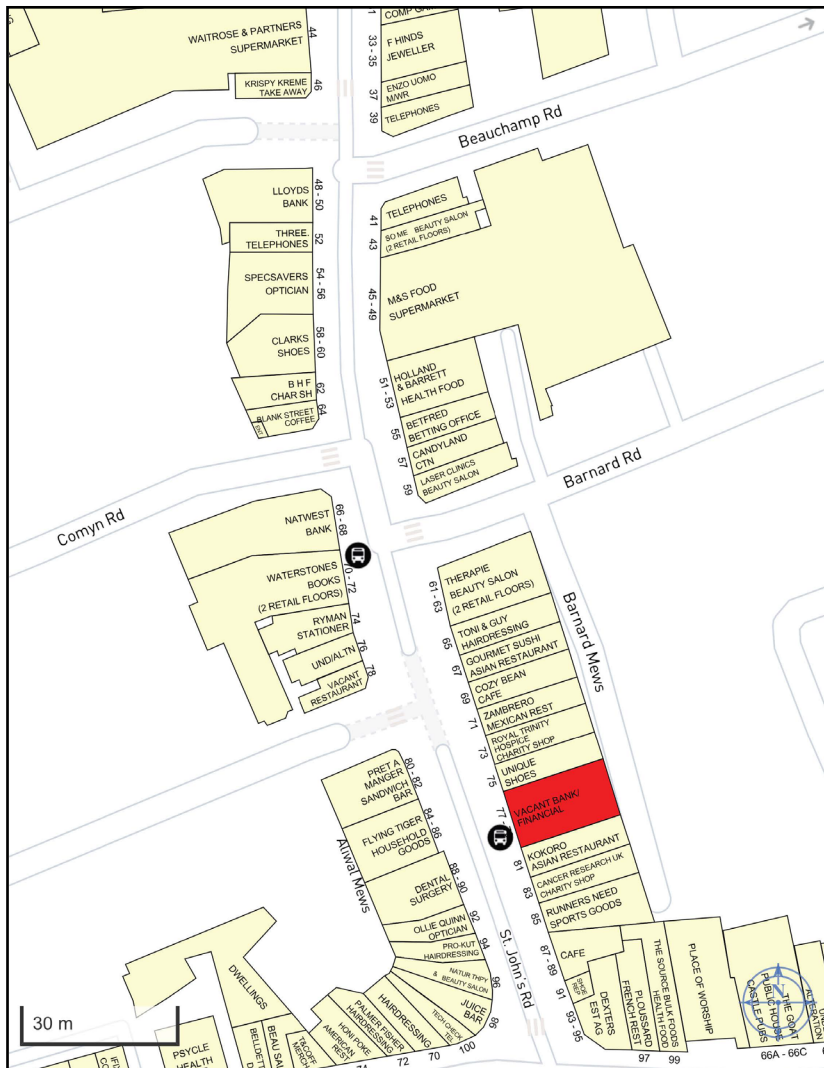 WAITROSE & PARTNERS
SUPERMARKET
44
KRISPY KREME
TAKE AWAY
46
33 - 35
F HINDS
JEWELLER
37
ENZO UOMO
M/WR
39
TELEPHONES
Beauchamp Rd
LLOYDS
BANK
48 - 50
THREE.
TELEPHONES
52
SPECSAVERS
OPTICIAN
54 - 56
CLARKS
SHOES
58 - 60
B H F
CHAR SH
62
BLANK STREET
COFFEE
64
ENT
41
TELEPHONES
43
SO ME BEAUTY SALON
(2 RETAIL FLOORS)
45 - 49
M&S FOOD
SUPERMARKET
51 - 53
HOLLAND
& BARRETT
HEALTH FOOD
55
BETFRED
BETTING OFFICE
57
CANDYLAND
CTN
59
LASER CLINICS
BEAUTY SALON
Barnard Rd
Comyn Rd
NATWEST
BANK
66 - 68
WATERSTONES
BOOKS
(2 RETAIL FLOORS)
70 - 72
RYMAN
STATIONER
74
UND/ALTN
76
VACANT
RESTAURANT
78
61 - 63
THERAPIE
BEAUTY SALON
(2 RETAIL FLOORS)
65
TONI & GUY
HAIRDRESSING
67
GOURMET SUSHI
ASIAN RESTAURANT
69
COZY BEAN
CAFE
71
ZAMBRERO
MEXICAN REST
73
ROYAL TRINITY
HOSPICE
CHARITY SHOP
75
UNIQUE
SHOES
77 -
VACANT BANK/
FINANCIAL
Barnard Mews
81
KOKORO
ASIAN RESTAURANT
83
CANCER RESEARCH UK
CHARITY SHOP
85
RUNNERS NEED
SPORTS GOODS
PRET A
MANGER
SANDWICH
BAR
80 - 82
FLYING TIGER
HOUSEHOLD
GOODS
84 - 86
DENTAL
SURGERY
88 - 90
OLLIE QUINN
OPTICIAN
92
PRO-KUT
HAIRDRESSING
94
NATUR THPY
& BEAUTY SALON
96
JUICE
BAR
98
TECH CHECK
TEL
100
HAIRDRESSING
70
PALMER FISHER
HAIRDRESSING
72
HONI POKE
AMERICAN
REST
74
Aliwal Mews
St. John's Rd
87 - 89
CAFE
SHOE
REP
91
DEXTERS
EST AG
93 - 95
PLOUSSARD
FRENCH REST
97
THE SOURCE BULK FOODS
HEALTH FOOD
99
PLACE OF WORSHIP
THE GOAT
PUBLIC HOUSE
CASTLE PUBS
66A - 66C
N
DWELLINGS
PSYCLE
30 m